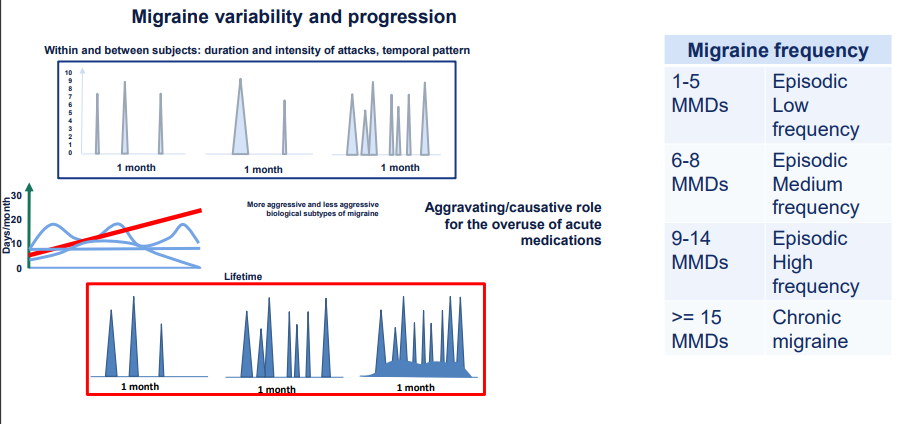 Migraine variability and progression
Within and between subjects: duration and intensity of attacks, temporal pattern
10
9
8
7
6
5
4
3
2
1
0
1 month
1 month
1 month
Days/month
30
20
10
0
More aggressive and less aggressive
biological subtypes of migraine
Lifetime
Aggravating/causative role
for the overuse of acute
medications
1 month
1 month
1 month
Migraine frequency
1-5
MMDs
Episodic
Low
frequency
6-8
MMDs
Episodic
Medium
frequency
9-14
MMDs
Episodic
High
frequency
>= 15
MMDs
Chronic
migraine